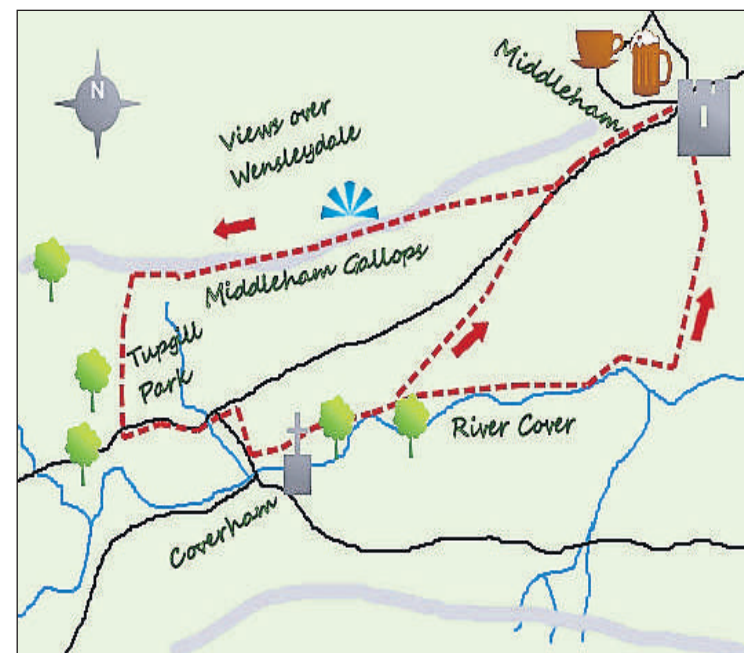 N
Middleham
Views over
Wensleydale
Middleham Gallops
Tupgill
Park
River Cover
Coverham